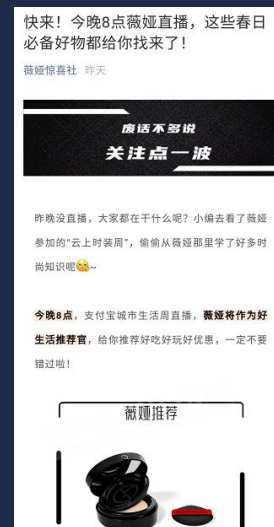 快来！今晚8点薇娅直播，这些春日
必备好物都给你找来了！
薇娅惊喜社 昨天
废话不多说
关注点一波
昨晚没直播，大家都在干什么呢？小编去看了薇娅
参加的“云上时装周”，偷偷从薇娅那里学了好多时
尚知识呢~
今晚8点，支付宝城市生活周直播，薇娅将作为好
生活推荐官，给你推荐好吃好玩好优惠，一定不要
错过啦！
薇娅推荐